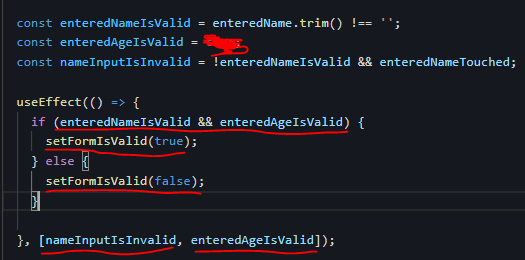 const enteredNameIsValid = enteredName.trim() !== '';
const enteredAgeIsValid =
const nameInputIsInvalid = !enteredNameIsValid && enteredNameTouched;
useEffect(() => {
if (enteredNameIsValid && enteredAgeIsValid) {
setFormIsValid(true);
} else {
setFormIsValid(false);
}
}, [nameInputIsInvalid, enteredAgeIsValid]);